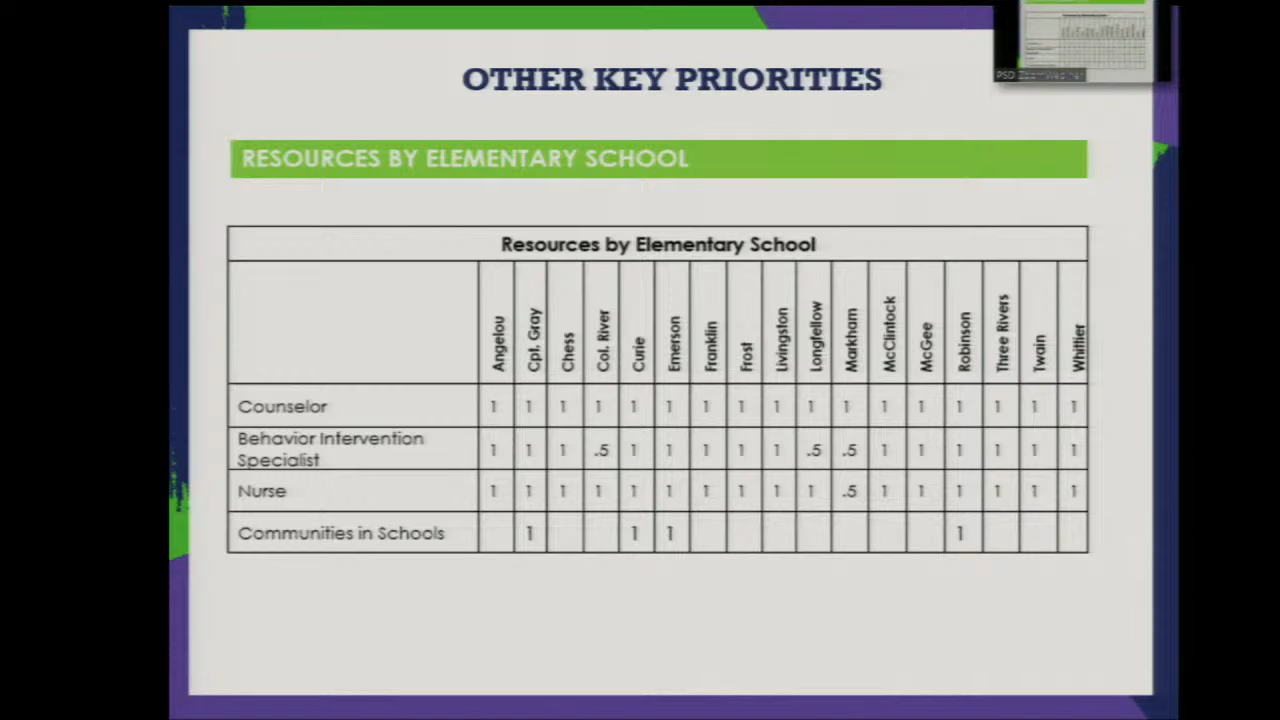 OTHER KEY PRIORITIES
PSD Zoom Webinar
RESOURCES BY ELEMENTARY SCHOOL
Resources by Elementary School
Angelou Cpt. Gray Chess Col. River Curie Emerson Franklin Frost Livingston Longfellow Markham McClintock McGee Robinson Three Rivers Twain Whittier
Counselor 1 1 1 1 1 1 1 1 1 1 1 1 1 1 1 1 1
Behavior Intervention
Specialist 1 1 1 .5 1 1 1 1 1 .5 .5 1 1 1 1 1 1
Nurse 1 1 1 1 1 1 1 1 1 1 .5 1 1 1 1 1 1
Communities in Schools 1 1 1 1